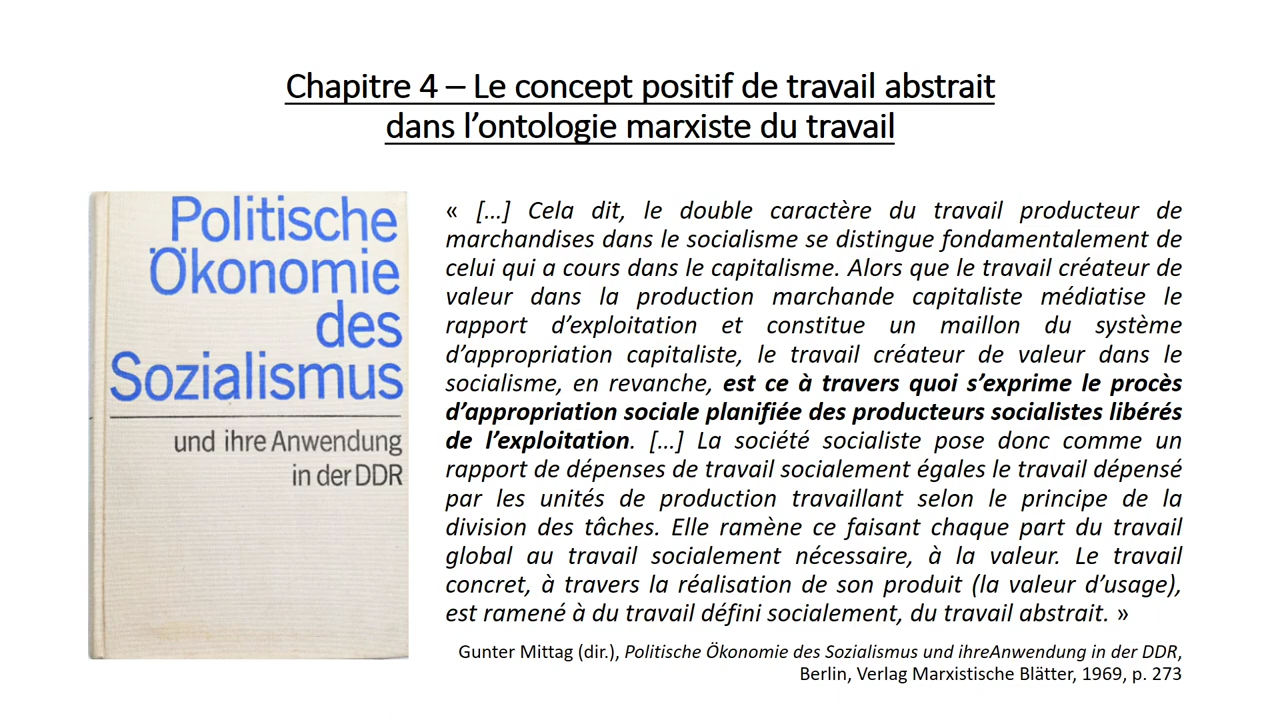 Chapitre 4 – Le concept positif de travail abstrait
dans l’ontologie marxiste du travail
Politische
Ökonomie
des
Sozialismus
und ihre Anwendung
in der DDR
« […] Cela dit, le double caractère du travail producteur de
marchandises dans le socialisme se distingue fondamentalement de
celui qui a cours dans le capitalisme. Alors que le travail créateur de
valeur dans la production marchande capitaliste médiatise le
rapport d’exploitation et constitue un maillon du système
d’appropriation capitaliste, le travail créateur de valeur dans le
socialisme, en revanche, est ce à travers quoi s’exprime le procès
d’appropriation sociale planifiée des producteurs socialistes libérés
de l’exploitation. […] La société socialiste pose donc comme un
rapport de dépenses de travail socialement égales le travail dépensé
par les unités de production travaillant selon le principe de la
division des tâches. Elle ramène ce faisant chaque part du travail
global au travail socialement nécessaire, à la valeur. Le travail
concret, à travers la réalisation de son produit (la valeur d’usage),
est ramené à du travail défini socialement, du travail abstrait. »
Gunter Mittag (dir.), Politische Ökonomie des Sozialismus und ihreAnwendung in der DDR,
Berlin, Verlag Marxistische Blätter, 1969, p. 273